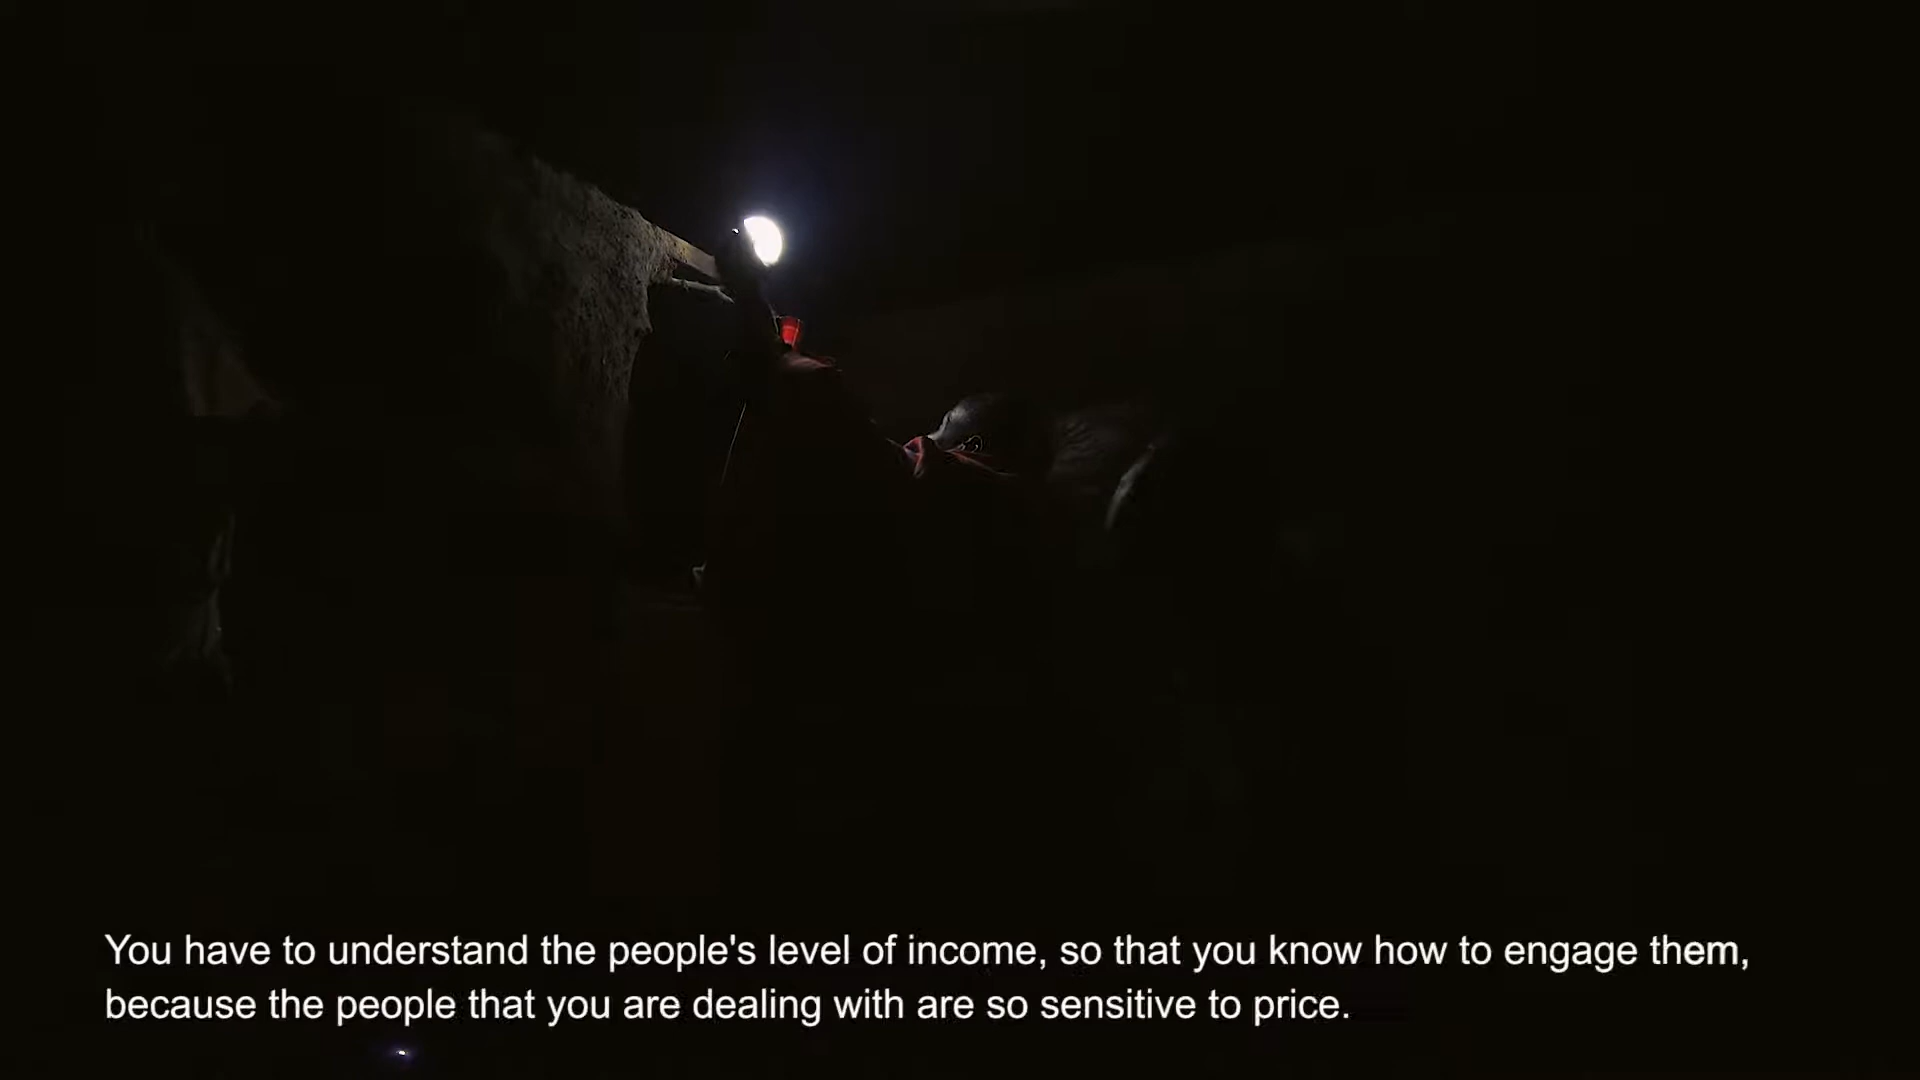 You have to understand the people's level of income, so that you know how to engage them,
because the people that you are dealing with are so sensitive to price.